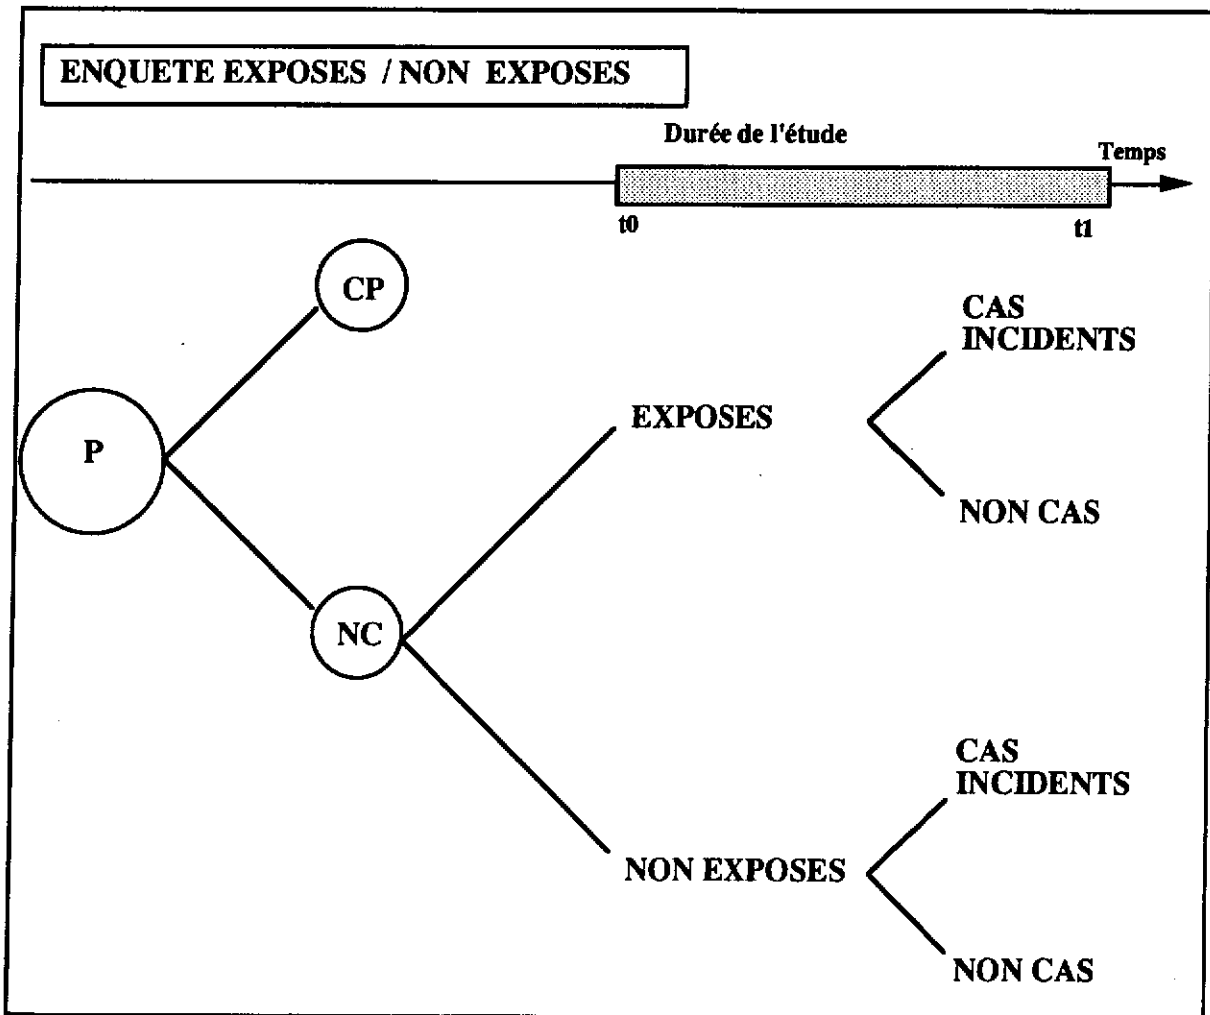 ENQUETE EXPOSES / NON EXPOSES
Durée de l'étude
Temps
t0
t1
CP
CAS
INCIDENTS
EXPOSES
P
NON CAS
NC
CAS
INCIDENTS
NON EXPOSES
NON CAS